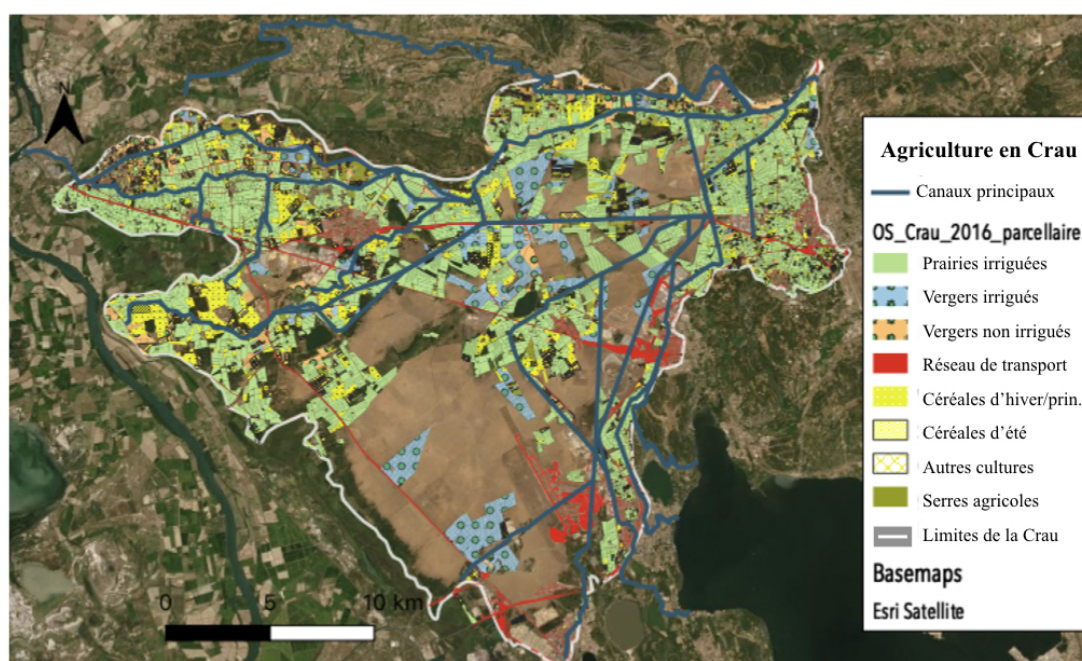 N
0 5 10 km
Agriculture en Crau
Canaux principaux
OS_Crau_2016_parcellaire
Prairies irriguées
Vergers irrigués
Vergers non irrigués
Réseau de transport
Céréales d'hiver/prin.
Céréales d'été
Autres cultures
Serres agricoles
Limites de la Crau
Basemaps
Esri Satellite